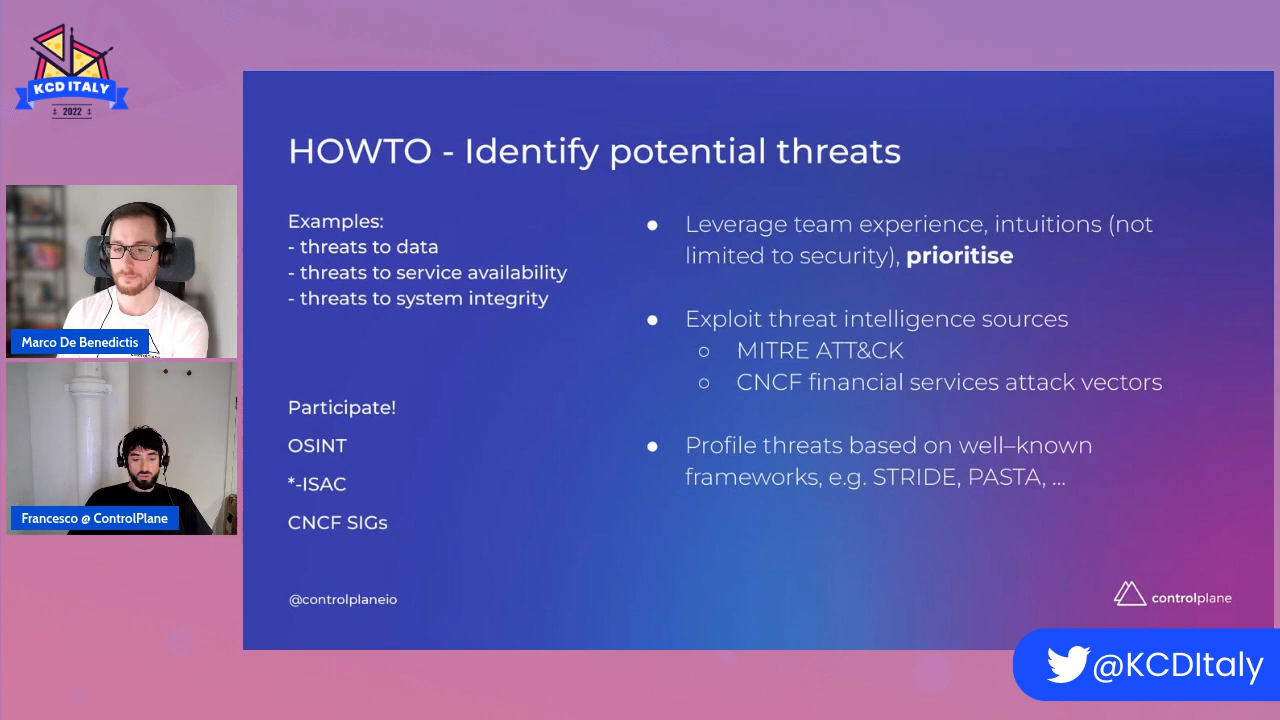 KCD ITALY
2022
HOWTO - Identify potential threats
Examples:
- threats to data
- threats to service availability
- threats to system integrity
Participate!
OSINT
*-ISAC
CNCF SIGs
@controlplaneio
● Leverage team experience, intuitions (not
limited to security), prioritise
● Exploit threat intelligence sources
○ MITRE ATT&CK
○ CNCF financial services attack vectors
● Profile threats based on well–known
frameworks, e.g. STRIDE, PASTA, ...
controlplane
Marco De Benedictis
Francesco @ ControlPlane
@KCDItaly